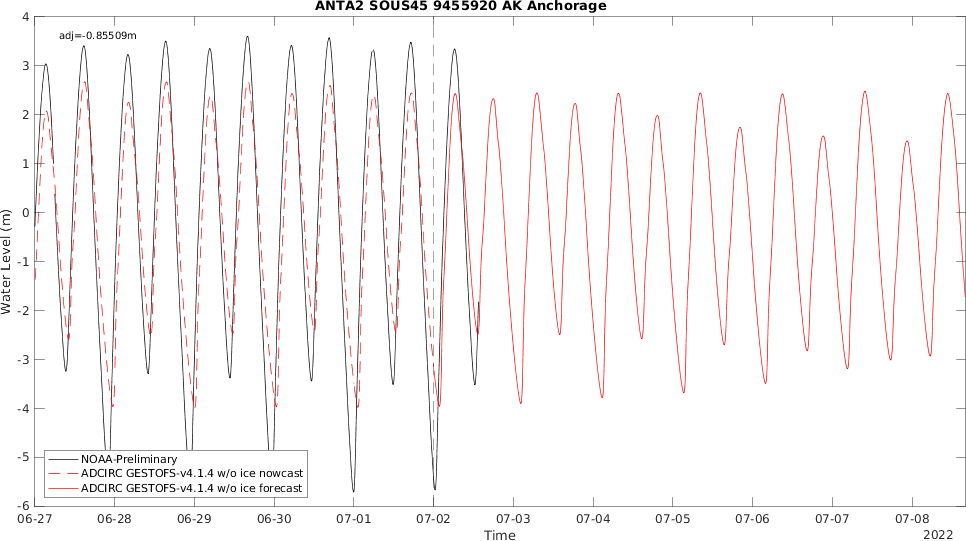 ANTA2 SOUS45 9455920 AK Anchorage
adj=-0.85509m
4
3
2
1
0
-1
-2
-3
-4
-5
-6
Water Level (m)
NOAA-Preliminary
ADCIRC GESTOFS-v4.1.4 w/o ice nowcast
ADCIRC GESTOFS-v4.1.4 w/o ice forecast
06-27 06-28 06-29 06-30 07-01 07-02 07-03 07-04 07-05 07-06 07-07 07-08
Time
2022